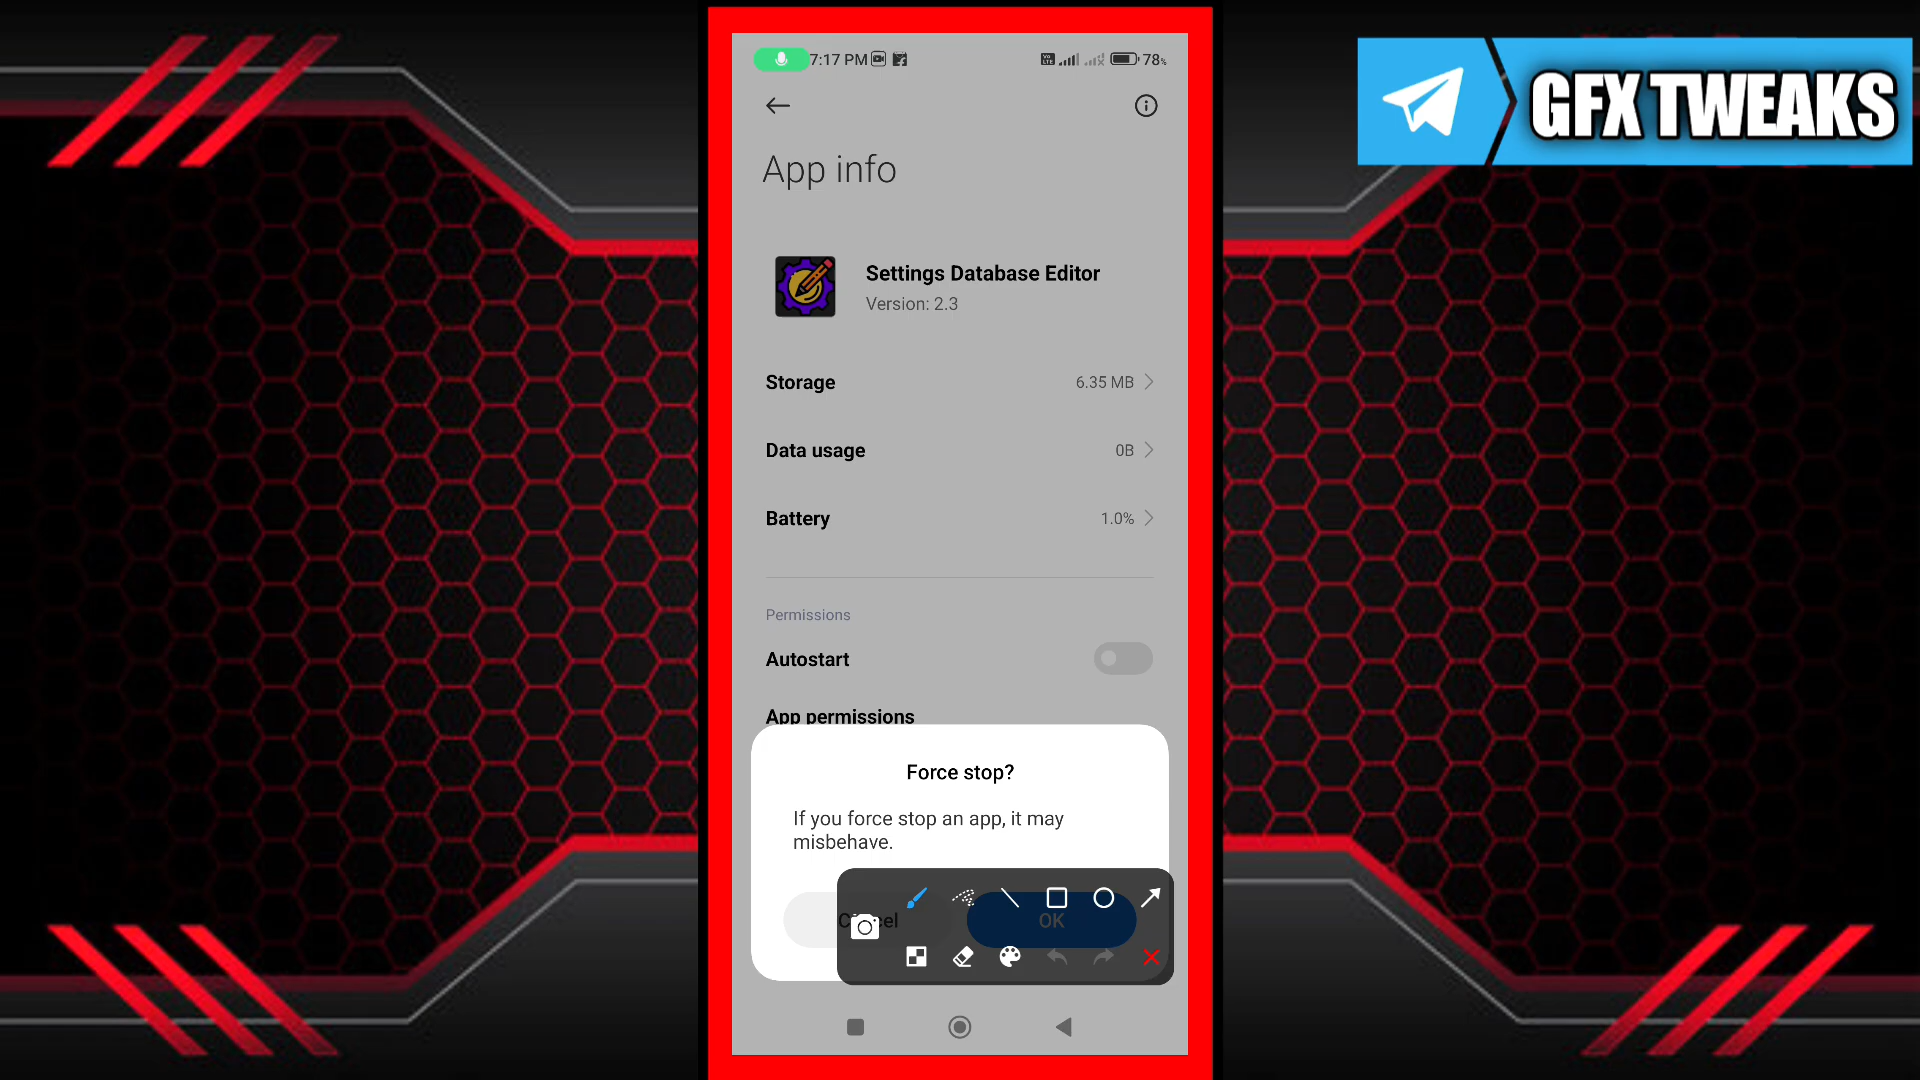 7:17 PM
78%
GFX TWEAKS
App info
Settings Database Editor
Version: 2.3
Storage
6.35 MB
Data usage
0B
Battery
1.0%
Permissions
Autostart
App permissions
Force stop?
If you force stop an app, it may
misbehave.
OK